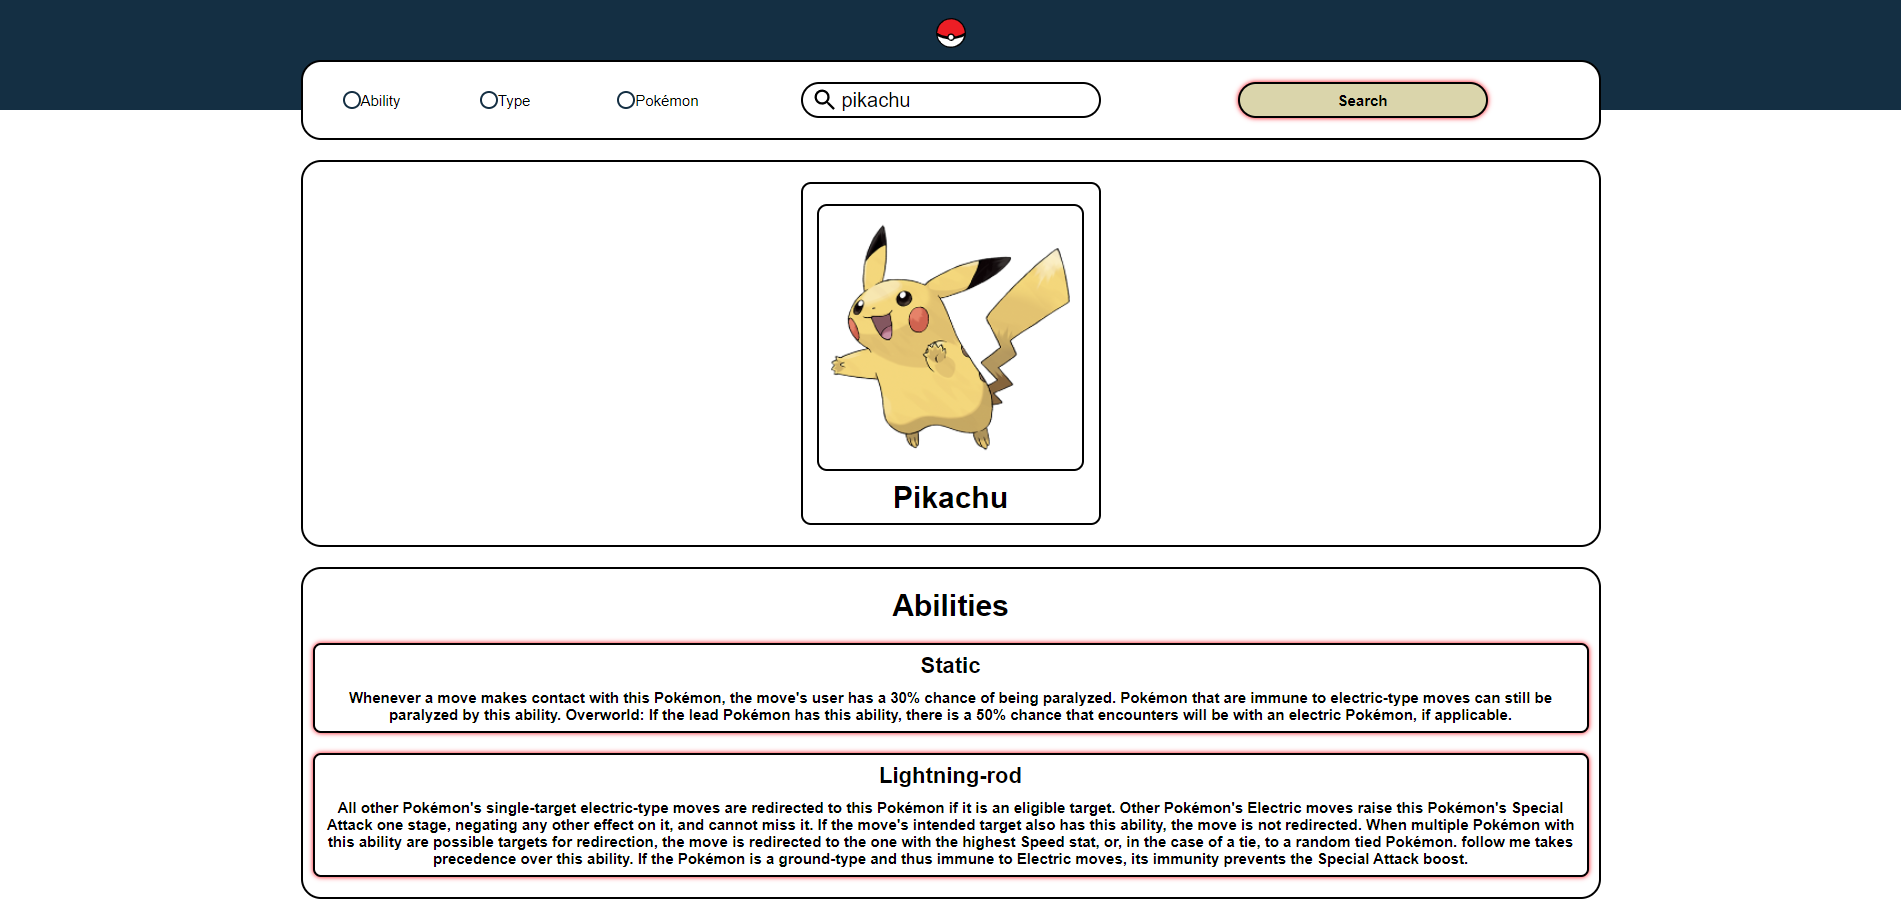 Ability Type Pokémon pikachu Search
Pikachu
Abilities
Static
Whenever a move makes contact with this Pokémon, the move's user has a 30% chance of being paralyzed. Pokémon that are immune to electric-type moves can still be
paralyzed by this ability. Overworld: If the lead Pokémon has this ability, there is a 50% chance that encounters will be with an electric Pokémon, if applicable.
Lightning-rod
All other Pokémon's single-target electric-type moves are redirected to this Pokémon if it is an eligible target. Other Pokémon's Electric moves raise this Pokémon's Special
Attack one stage, negating any other effect on it, and cannot miss it. If the move's intended target also has this ability, the move is not redirected. When multiple Pokémon with
this ability are possible targets for redirection, the move is redirected to the one with the highest Speed stat, or, in the case of a tie, to a random tied Pokémon. follow me takes
precedence over this ability. If the Pokémon is a ground-type and thus immune to Electric moves, its immunity prevents the Special Attack boost.